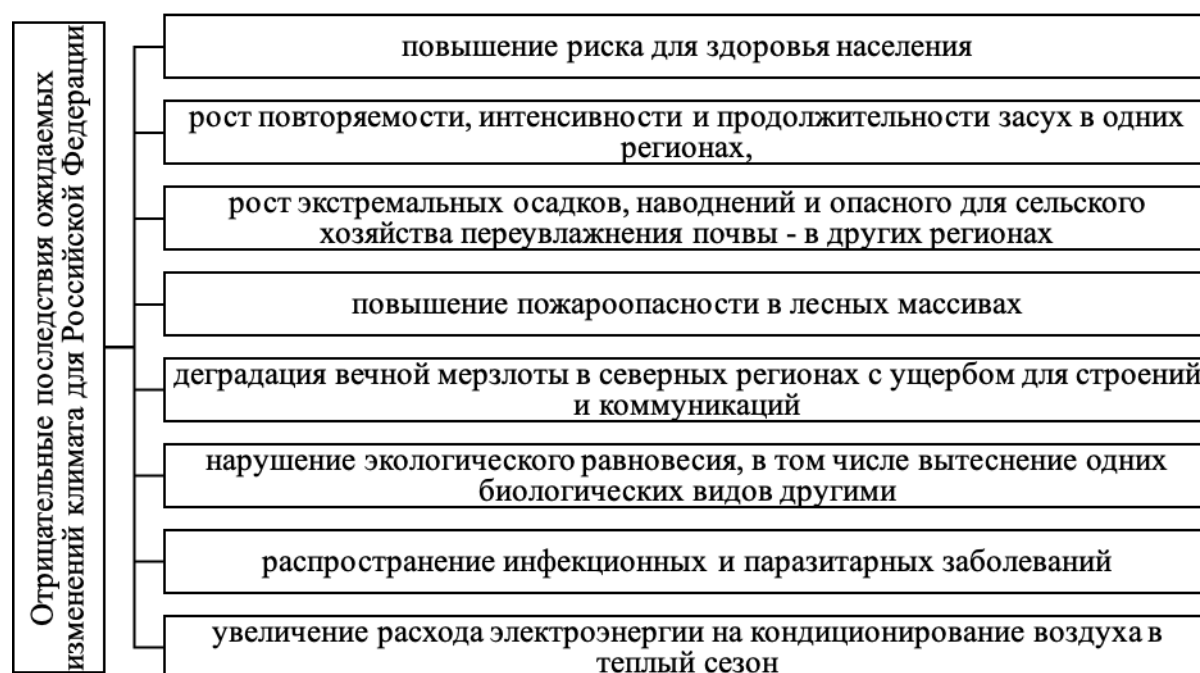 Отрицательные последствия ожидаемых
изменений климата для Российской Федерации
повышение риска для здоровья населения
рост повторяемости, интенсивности и продолжительности засух в одних
регионах,
рост экстремальных осадков, наводнений и опасного для сельского
хозяйства переувлажнения почвы - в других регионах
повышение пожароопасности в лесных массивах
деградация вечной мерзлоты в северных регионах с ущербом для строений
и коммуникаций
нарушение экологического равновесия, в том числе вытеснение одних
биологических видов другими
распространение инфекционных и паразитарных заболеваний
увеличение расхода электроэнергии на кондиционирование воздуха в
теплый сезон